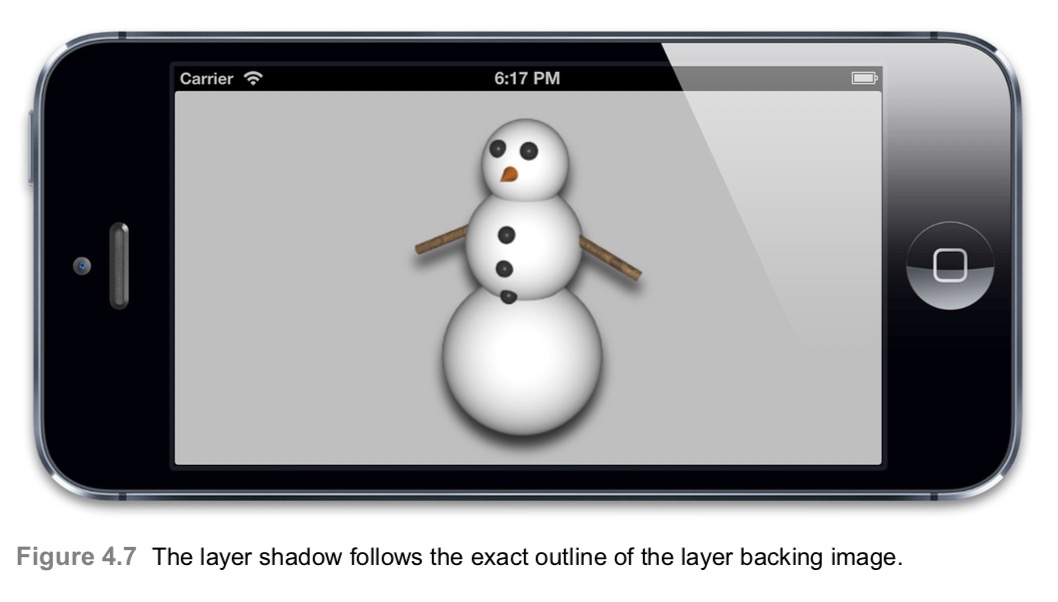 Carrier 6:17 PM
Figure 4.7 The layer shadow follows the exact outline of the layer backing image.